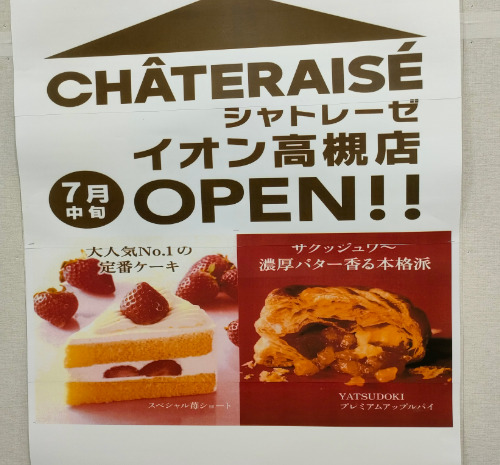 CHÂTERAISÉ
シャトレーゼ
イオン高槻店
7月
中旬
OPEN!!
大人気No.1の
定番ケーキ
スペシャル苺ショート
サクッジュワ～
濃厚バター香る本格派
YATSUDOKI
プレミアムアップルパイ